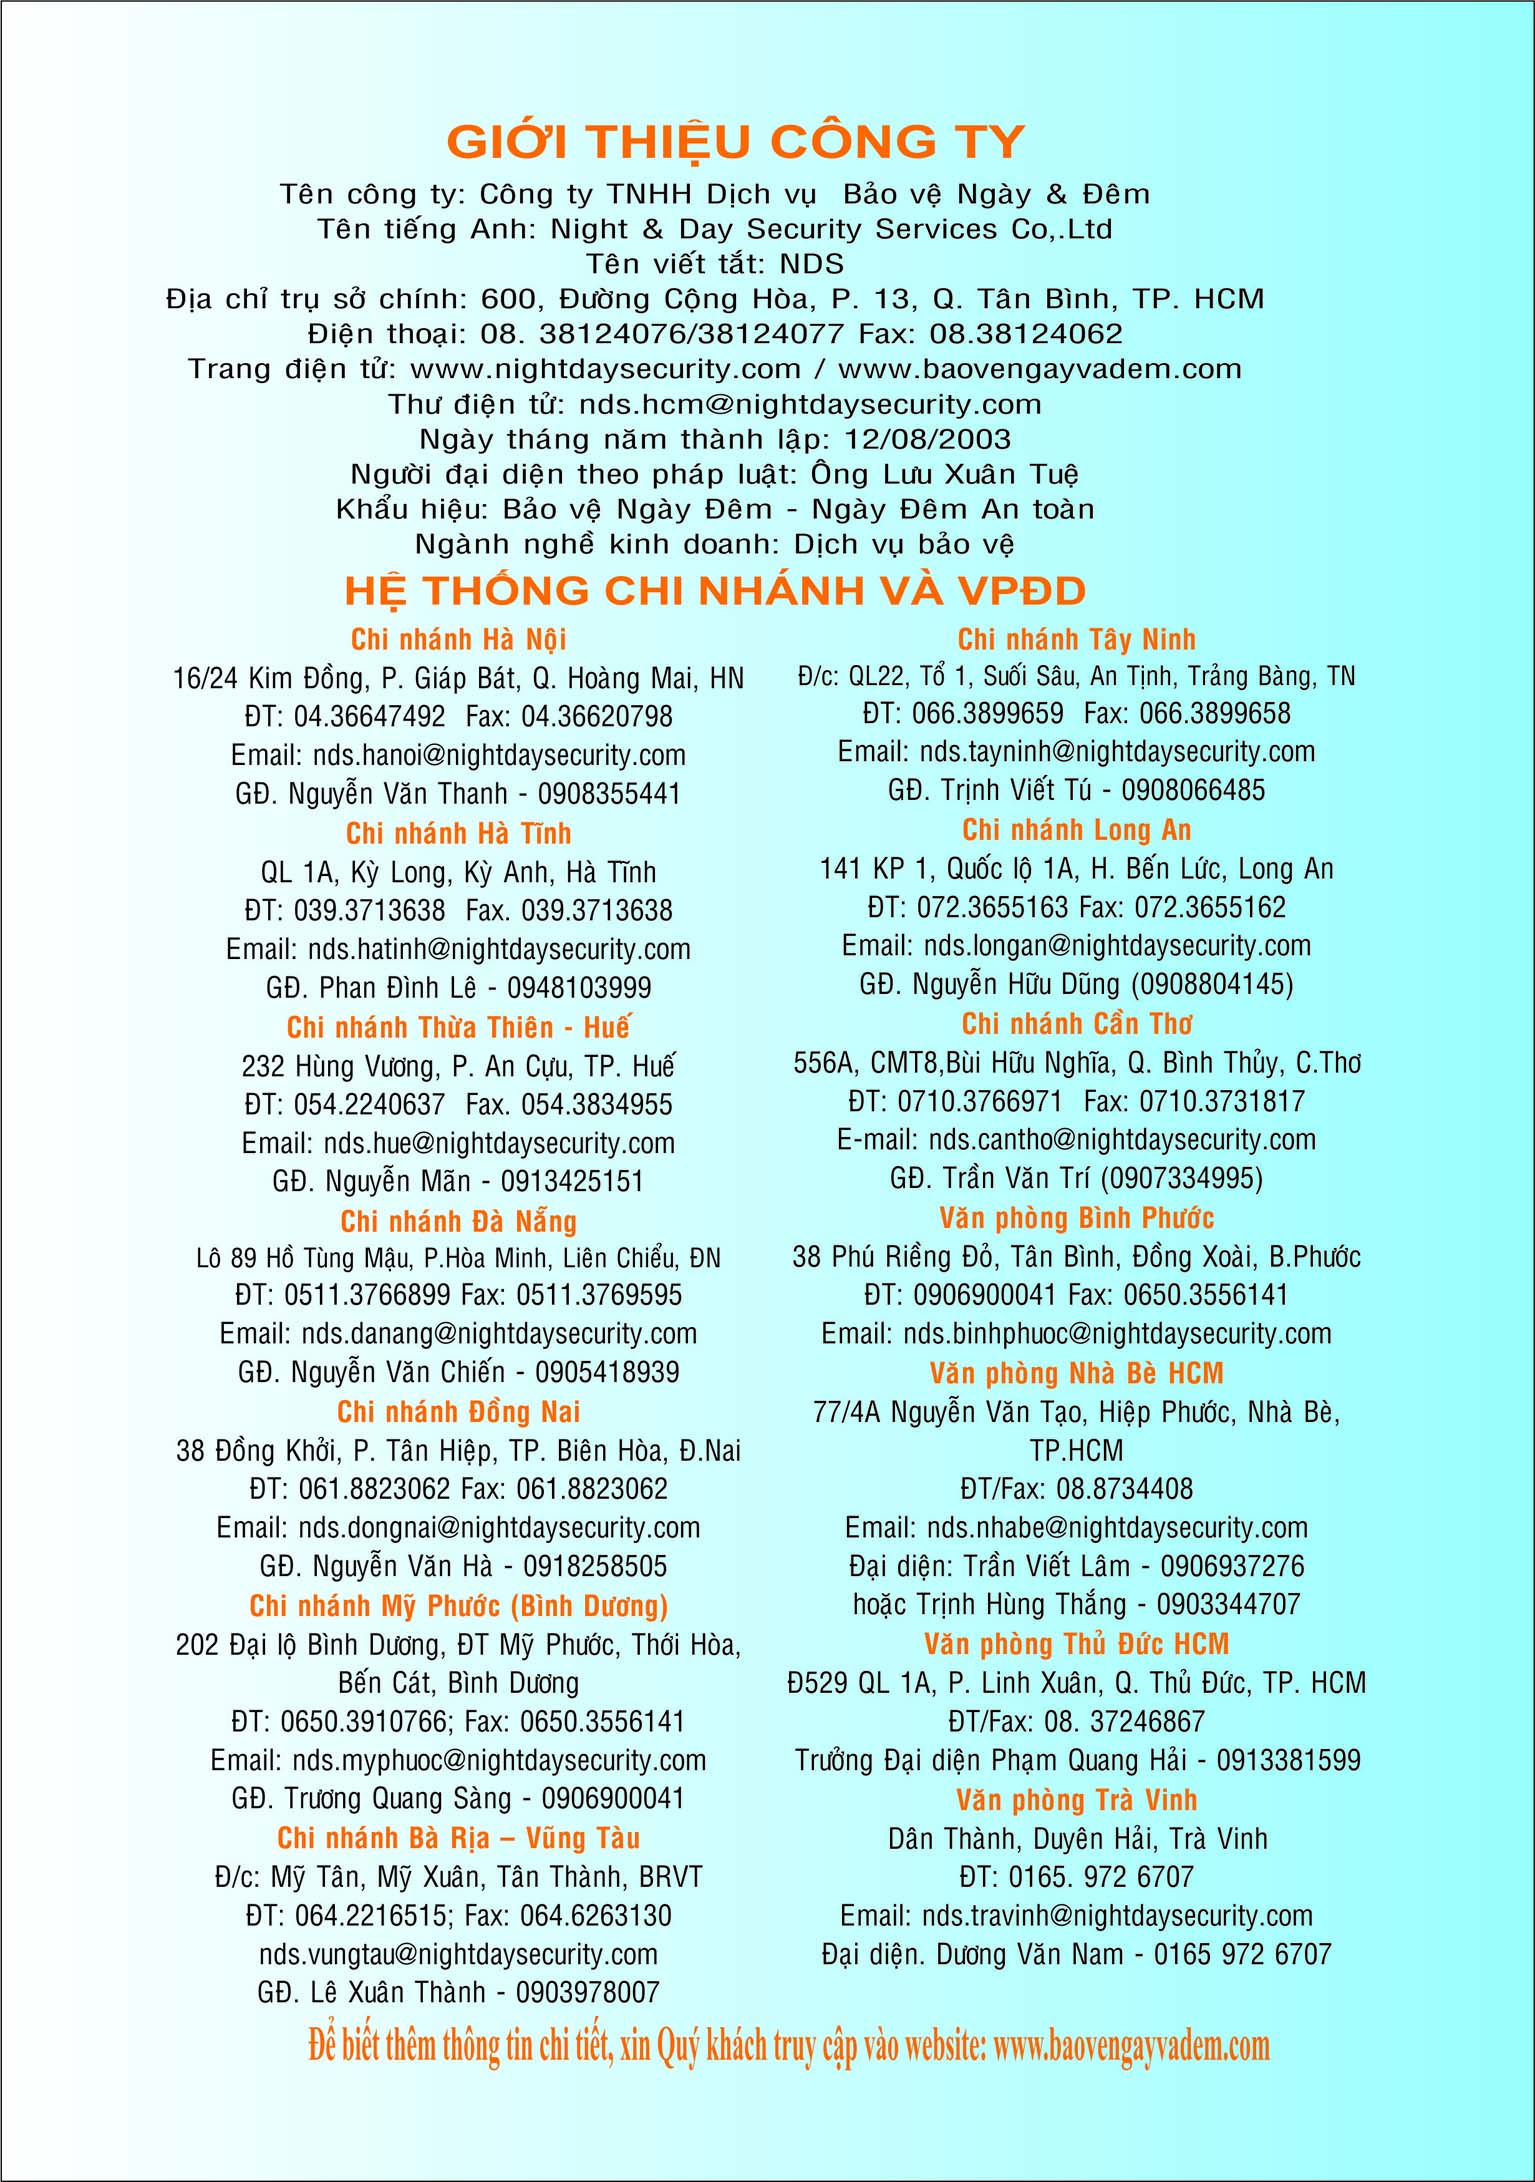 GIỚI THIỆU CÔNG TY
Tên công ty: Công ty TNHH Dịch vụ Bảo vệ Ngày & Đêm
Tên tiếng Anh: Night & Day Security Services Co,.Ltd
Tên viết tắt: NDS
Địa chỉ trụ sở chính: 600, Đường Cộng Hòa, P. 13, Q. Tân Bình, TP. HCM
Điện thoại: 08. 38124076/38124077 Fax: 08.38124062
Trang điện tử: www.nightdaysecurity.com / www.baovengayvadem.com
Thư điện tử: nds.hcm@nightdaysecurity.com
Ngày tháng năm thành lập: 12/08/2003
Người đại diện theo pháp luật: Ông Lưu Xuân Tuệ
Khẩu hiệu: Bảo vệ Ngày Đêm - Ngày Đêm An toàn
Ngành nghề kinh doanh: Dịch vụ bảo vệ
HỆ THỐNG CHI NHÁNH VÀ VPĐD
Chi nhánh Hà Nội
16/24 Kim Đồng, P. Giáp Bát, Q. Hoàng Mai, HN
ĐT: 04.36647492 Fax: 04.36620798
Email: nds.hanoi@nightdaysecurity.com
GĐ. Nguyễn Văn Thanh - 0908355441
Chi nhánh Hà Tĩnh
QL 1A, Kỳ Long, Kỳ Anh, Hà Tĩnh
ĐT: 039.3713638 Fax. 039.3713638
Email: nds.hatinh@nightdaysecurity.com
GĐ. Phan Đình Lê - 0948103999
Chi nhánh Thừa Thiên - Huế
232 Hùng Vương, P. An Cựu, TP. Huế
ĐT: 054.2240637 Fax. 054.3834955
Email: nds.hue@nightdaysecurity.com
GĐ. Nguyễn Mãn - 0913425151
Chi nhánh Đà Nẵng
Lô 89 Hồ Tùng Mậu, P.Hòa Minh, Liên Chiểu, ĐN
ĐT: 0511.3766899 Fax: 0511.3769595
Email: nds.danang@nightdaysecurity.com
GĐ. Nguyễn Văn Chiến - 0905418939
Chi nhánh Đồng Nai
38 Đồng Khởi, P. Tân Hiệp, TP. Biên Hòa, Đ.Nai
ĐT: 061.8823062 Fax: 061.8823062
Email: nds.dongnai@nightdaysecurity.com
GĐ. Nguyễn Văn Hà - 0918258505
Chi nhánh Mỹ Phước (Bình Dương)
202 Đại lộ Bình Dương, ĐT Mỹ Phước, Thới Hòa,
Bến Cát, Bình Dương
ĐT: 0650.3910766; Fax: 0650.3556141
Email: nds.myphuoc@nightdaysecurity.com
GĐ. Trương Quang Sàng - 0906900041
Chi nhánh Bà Rịa – Vũng Tàu
Đ/c: Mỹ Tân, Mỹ Xuân, Tân Thành, BRVT
ĐT: 064.2216515; Fax: 064.6263130
nds.vungtau@nightdaysecurity.com
GĐ. Lê Xuân Thành - 0903978007
Chi nhánh Tây Ninh
Đ/c: QL22, Tổ 1, Suối Sâu, An Tịnh, Trảng Bàng, TN
ĐT: 066.3899659 Fax: 066.3899658
Email: nds.tayninh@nightdaysecurity.com
GĐ. Trịnh Viết Tú - 0908066485
Chi nhánh Long An
141 KP 1, Quốc lộ 1A, H. Bến Lức, Long An
ĐT: 072.3655163 Fax: 072.3655162
Email: nds.longan@nightdaysecurity.com
GĐ. Nguyễn Hữu Dũng (0908804145)
Chi nhánh Cần Thơ
556A, CMT8,Bùi Hữu Nghĩa, Q. Bình Thủy, C.Thơ
ĐT: 0710.3766971 Fax: 0710.3731817
E-mail: nds.cantho@nightdaysecurity.com
GĐ. Trần Văn Trí (0907334995)
Văn phòng Bình Phước
38 Phú Riềng Đỏ, Tân Bình, Đồng Xoài, B.Phước
ĐT: 0906900041 Fax: 0650.3556141
Email: nds.binhphuoc@nightdaysecurity.com
Văn phòng Nhà Bè HCM
77/4A Nguyễn Văn Tạo, Hiệp Phước, Nhà Bè,
TP.HCM
ĐT/Fax: 08.8734408
Email: nds.nhabe@nightdaysecurity.com
Đại diện: Trần Viết Lâm - 0906937276
hoặc Trịnh Hùng Thắng - 0903344707
Văn phòng Thủ Đức HCM
Đ529 QL 1A, P. Linh Xuân, Q. Thủ Đức, TP. HCM
ĐT/Fax: 08. 37246867
Trưởng Đại diện Phạm Quang Hải - 0913381599
Văn phòng Trà Vinh
Dân Thành, Duyên Hải, Trà Vinh
ĐT: 0165. 972 6707
Email: nds.travinh@nightdaysecurity.com
Đại diện. Dương Văn Nam - 0165 972 6707
Để biết thêm thông tin chi tiết, xin Quý khách truy cập vào website: www.baovengayvadem.com